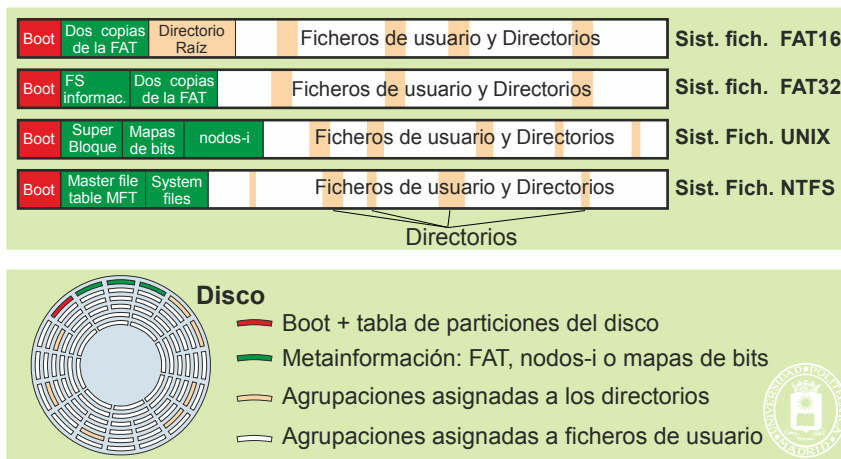 Boot Dos copias de la FAT Directorio Raíz Ficheros de usuario y Directorios Sist. fich. FAT16
Boot FS informac. Dos copias de la FAT Ficheros de usuario y Directorios Sist. fich. FAT32
Boot Super Bloque Mapas de bits nodos-i Ficheros de usuario y Directorios Sist. Fich. UNIX
Boot Master file table MFT System files Ficheros de usuario y Directorios Sist. Fich. NTFS
Directorios
Disco
Boot + tabla de particiones del disco
Metainformación: FAT, nodos-i o mapas de bits
Agrupaciones asignadas a los directorios
Agrupaciones asignadas a ficheros de usuario
UNIVERSIDAD POLITECNICA
MADRID